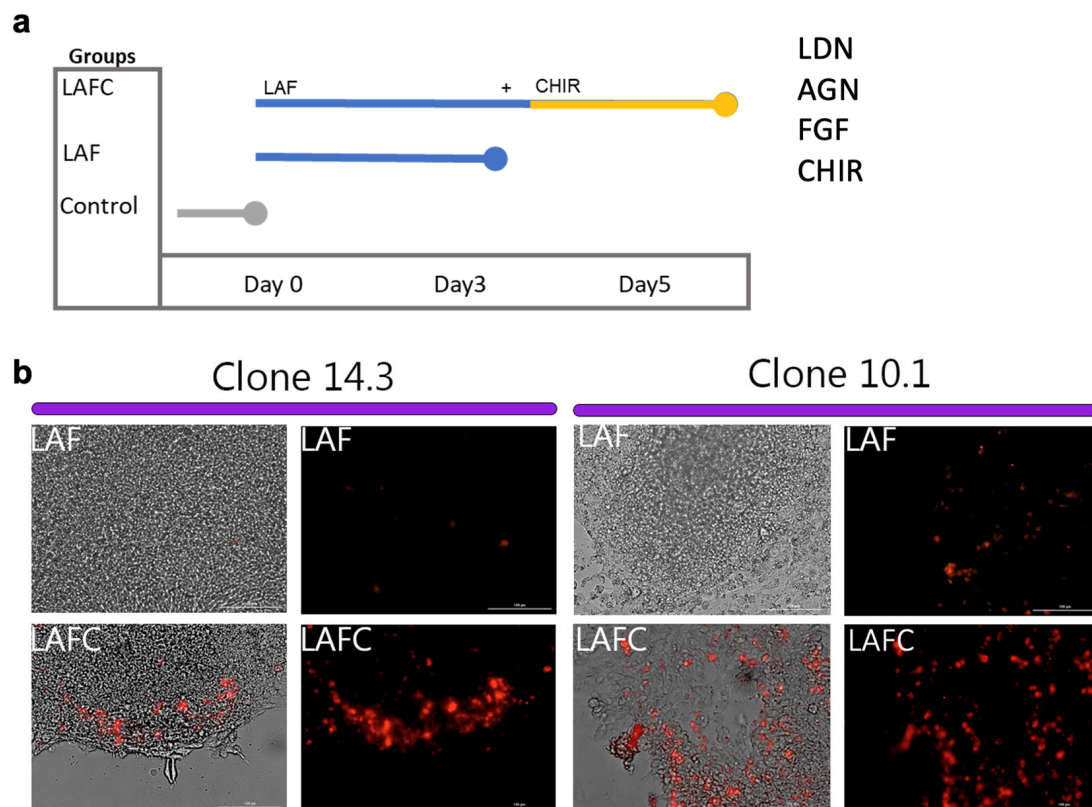 a
Groups
LAFC
LAF + CHIR
LAF
Control
Day 0 Day3 Day5
LDN
AGN
FGF
CHIR
b
Clone 14.3
Clone 10.1
LAF
LAF
LAF
LAF
LAFC
LAFC
LAFC
LAFC